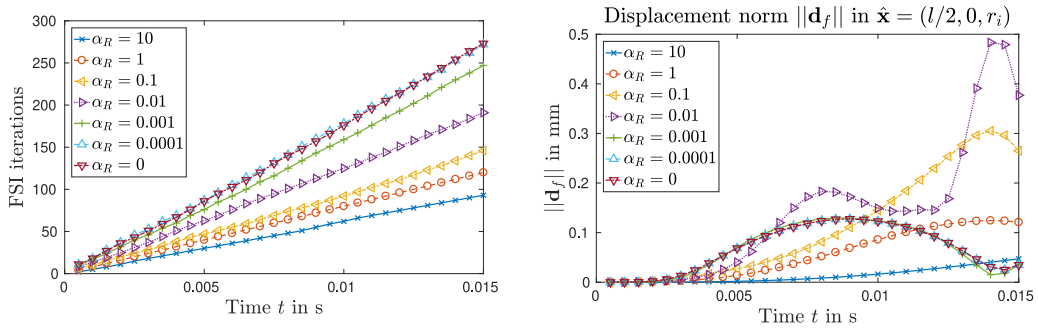 300
250
200
150
100
50
0
FSI iterations
α_R = 10
α_R = 1
α_R = 0.1
α_R = 0.01
α_R = 0.001
α_R = 0.0001
α_R = 0
0.005
0.01
0.015
Time t in s
Displacement norm ||d_f|| in x̂ = (l/2, 0, r_i)
0.5
0.4
0.3
0.2
0.1
0
||d_f|| in mm
α_R = 10
α_R = 1
α_R = 0.1
α_R = 0.01
α_R = 0.001
α_R = 0.0001
α_R = 0
0.005
0.01
0.015
Time t in s